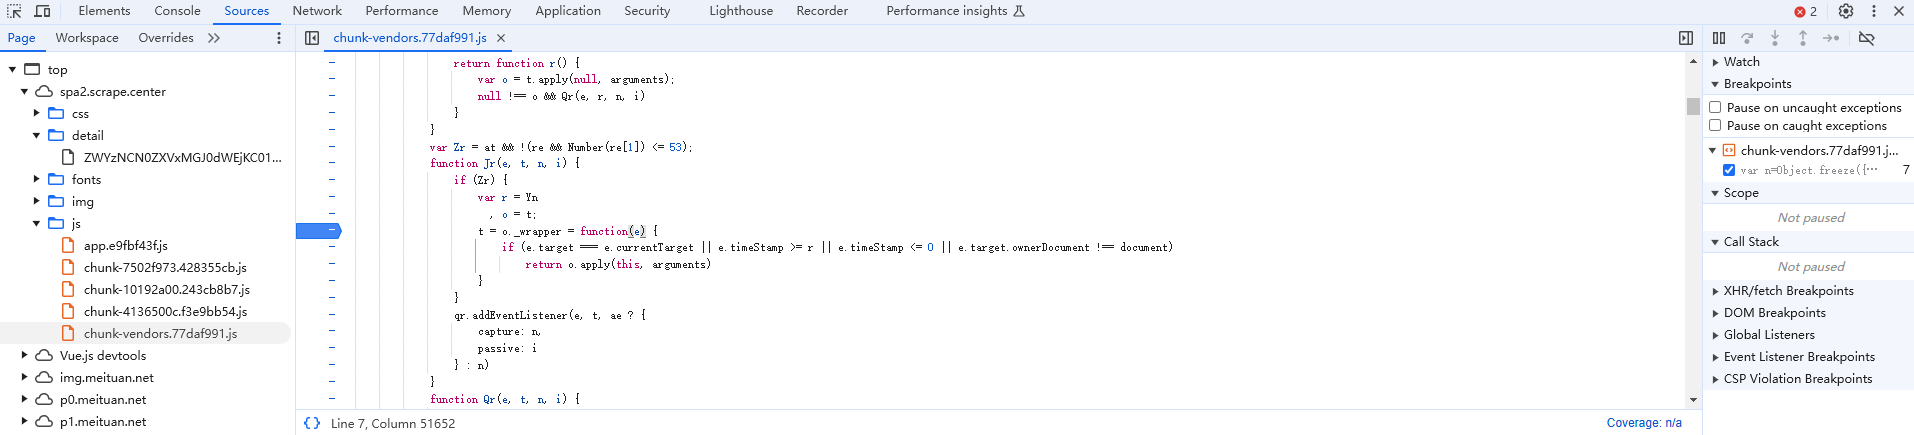 Elements Console Sources Network Performance Memory Application Security Lighthouse Recorder Performance insights 2
Page Workspace Overrides
top
spa2.scrape.center
css
detail
ZWYzNCN0ZXVxMGJ0dWEjKC01...
fonts
img
js
app.e9fbf43f.js
chunk-7502f973.428355cb.js
chunk-10192a00.243cb8b7.js
chunk-4136500c.f3e9bb54.js
chunk-vendors.77daf991.js
Vue.js devtools
img.meituan.net
p0.meituan.net
p1.meituan.net
chunk-vendors.77daf991.js
return function r() {
var o = t.apply(null, arguments);
null !== o && Qr(e, r, n, i)
}
}
var Zr = at && !(re && Number(re[1]) <= 53);
function Jr(e, t, n, i) {
if (Zr) {
var r = Yn
, o = t;
t = o._wrapper = function(e) {
if (e.target === e.currentTarget || e.timeStamp >= r || e.timeStamp <= 0 || e.target.ownerDocument !== document)
return o.apply(this, arguments)
}
}
qr.addEventListener(e, t, ae ? {
capture: n,
passive: i
} : n)
}
function Qr(e, t, n, i) {
{} Line 7, Column 51652 Coverage: n/a
Watch
Breakpoints
Pause on uncaught exceptions
Pause on caught exceptions
chunk-vendors.77daf991.j...
var n=Object.freeze({… 7
Scope
Not paused
Call Stack
Not paused
XHR/fetch Breakpoints
DOM Breakpoints
Global Listeners
Event Listener Breakpoints
CSP Violation Breakpoints